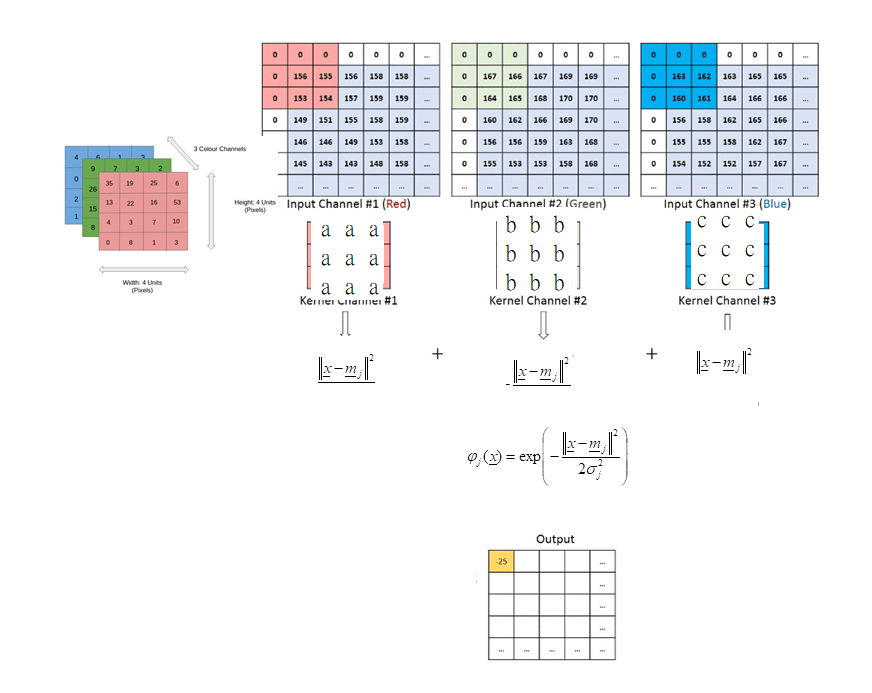 0 0 0 0 0 0 ...
0 156 155 156 158 158 ...
0 153 154 157 159 159 ...
0 149 151 155 158 159 ...
146 146 149 153 158 ...
145 143 143 148 158 ...
... ... ... ... ... ...
Input Channel #1 (Red)
0 0 0 0 0 0 ...
0 167 166 167 169 169 ...
0 164 165 168 170 170 ...
0 160 162 166 169 170 ...
0 156 156 159 163 168 ...
0 155 153 153 158 168 ...
... ... ... ... ... ... ...
Input Channel #2 (Green)
0 0 0 0 0 0 ...
0 163 162 163 165 165 ...
0 160 161 164 166 166 ...
0 156 158 162 165 166 ...
0 155 155 158 162 167 ...
0 154 152 152 157 167 ...
... ... ... ... ... ... ...
Input Channel #3 (Blue)
3 Colour Channels
4 6 1 3
0
2
1
9 7 3 2
26
15
8
35 19 25 6
13 22 16 53
4 3 7 10
0 8 1 3
Height: 4 Units
(Pixels)
Width: 4 Units
(Pixels)
a a a
a a a
a a a
Kernel Channel #1
b b b
b b b
b b b
Kernel Channel #2
c c c
c c c
c c c
Kernel Channel #3
‖x−m_j‖² + -‖x−m_j‖² + ‖x−m_j‖²
φ_j(x) = exp(−‖x−m_j‖² / 2σ_j²)
Output
-25 ...
...
...
...
... ... ... ... ...